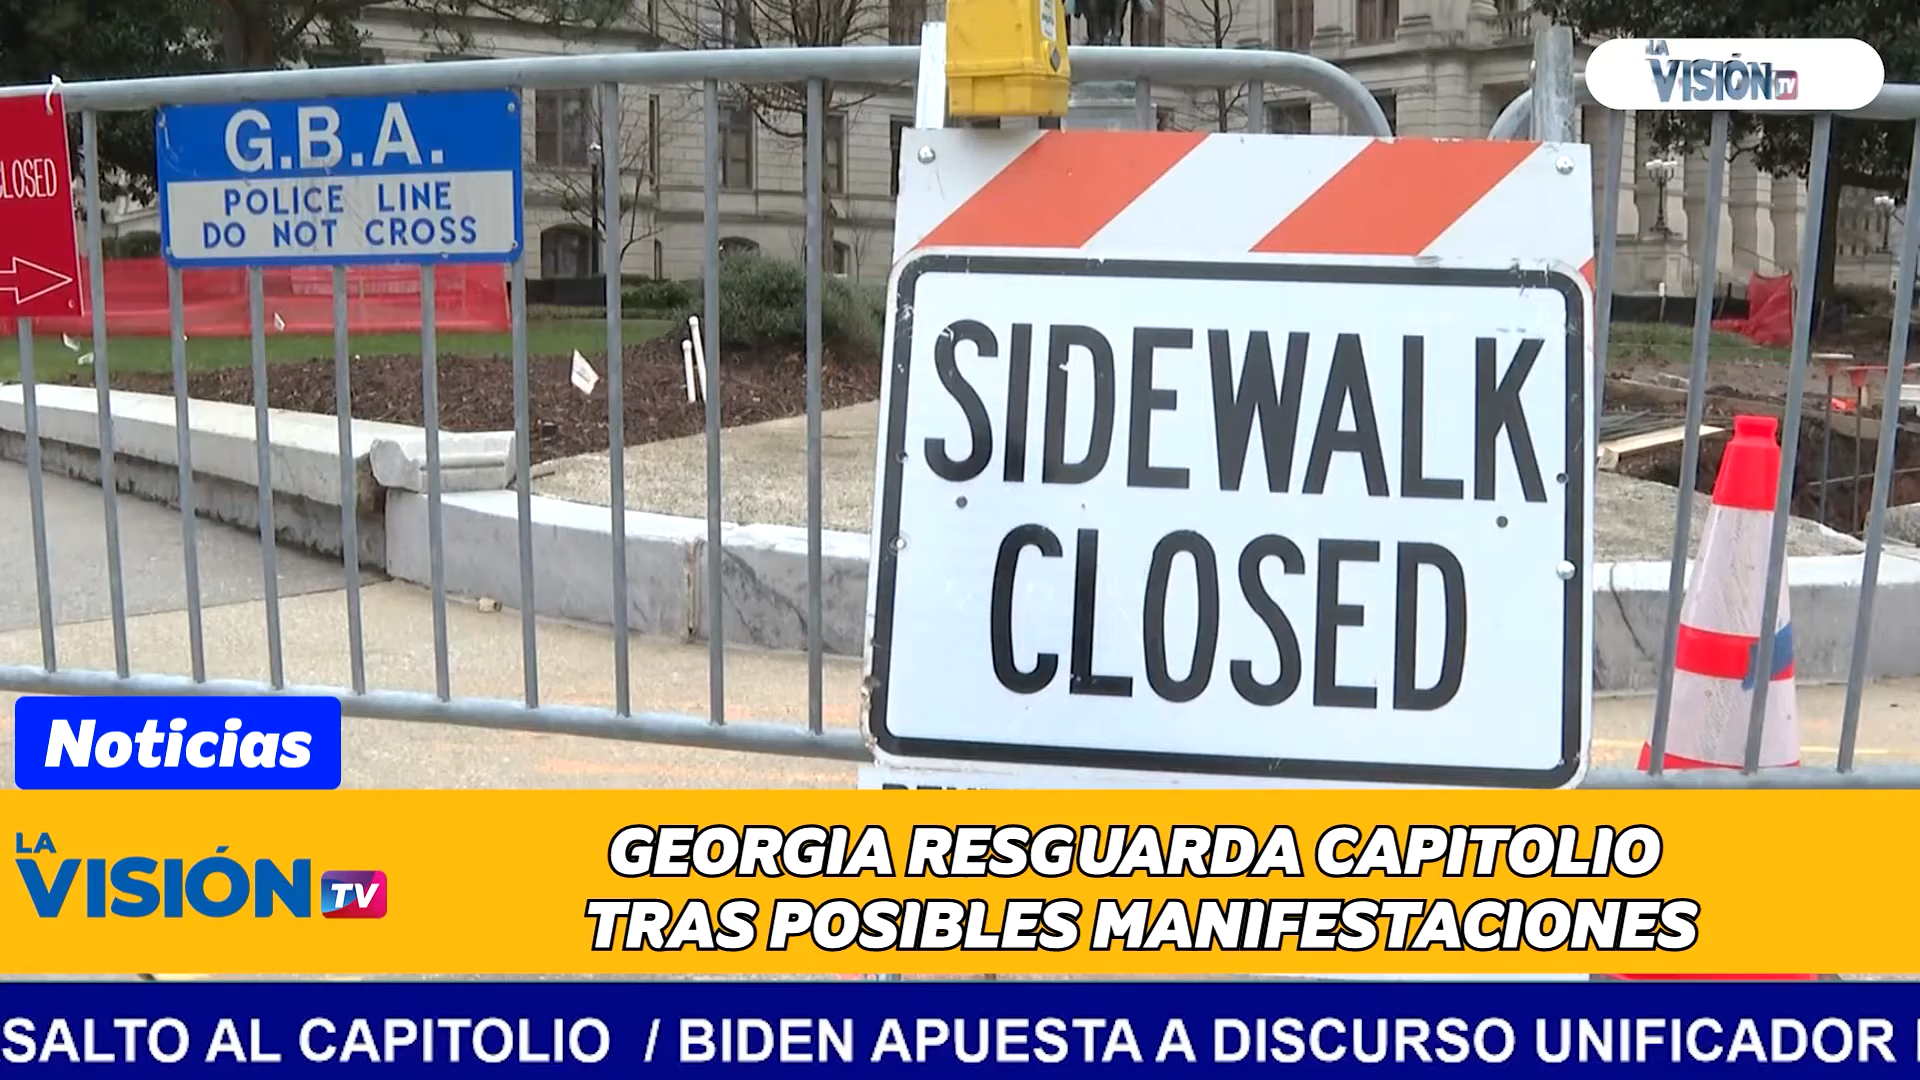 LA
VISIÓN TV
G.B.A.
POLICE LINE
DO NOT CROSS
CLOSED
SIDEWALK
CLOSED
Noticias
LA
VISIÓN TV
GEORGIA RESGUARDA CAPITOLIO
TRAS POSIBLES MANIFESTACIONES
SALTO AL CAPITOLIO / BIDEN APUESTA A DISCURSO UNIFICADOR